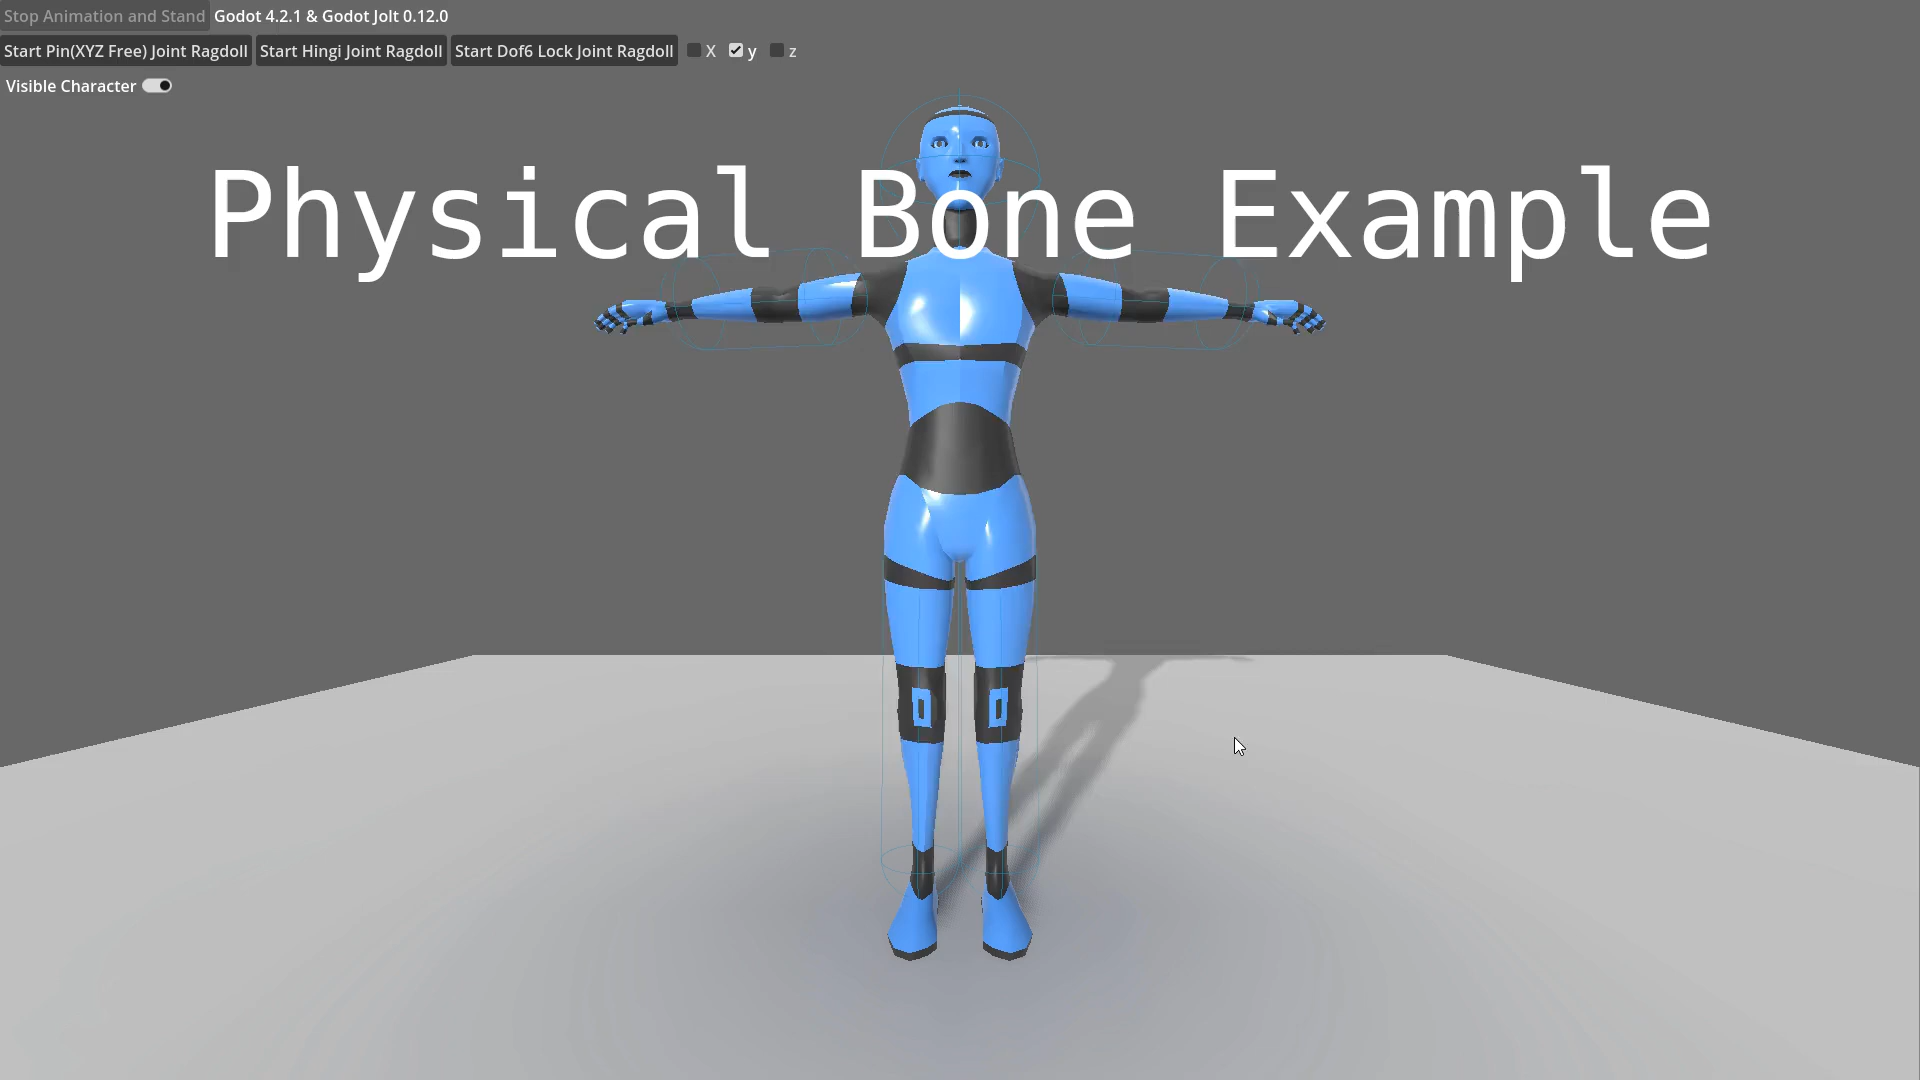 Stop Animation and Stand Godot 4.2.1 & Godot Jolt 0.12.0
Start Pin(XYZ Free) Joint Ragdoll Start Hingi Joint Ragdoll Start Dof6 Lock Joint Ragdoll X y z
Visible Character
Physical Bone Example